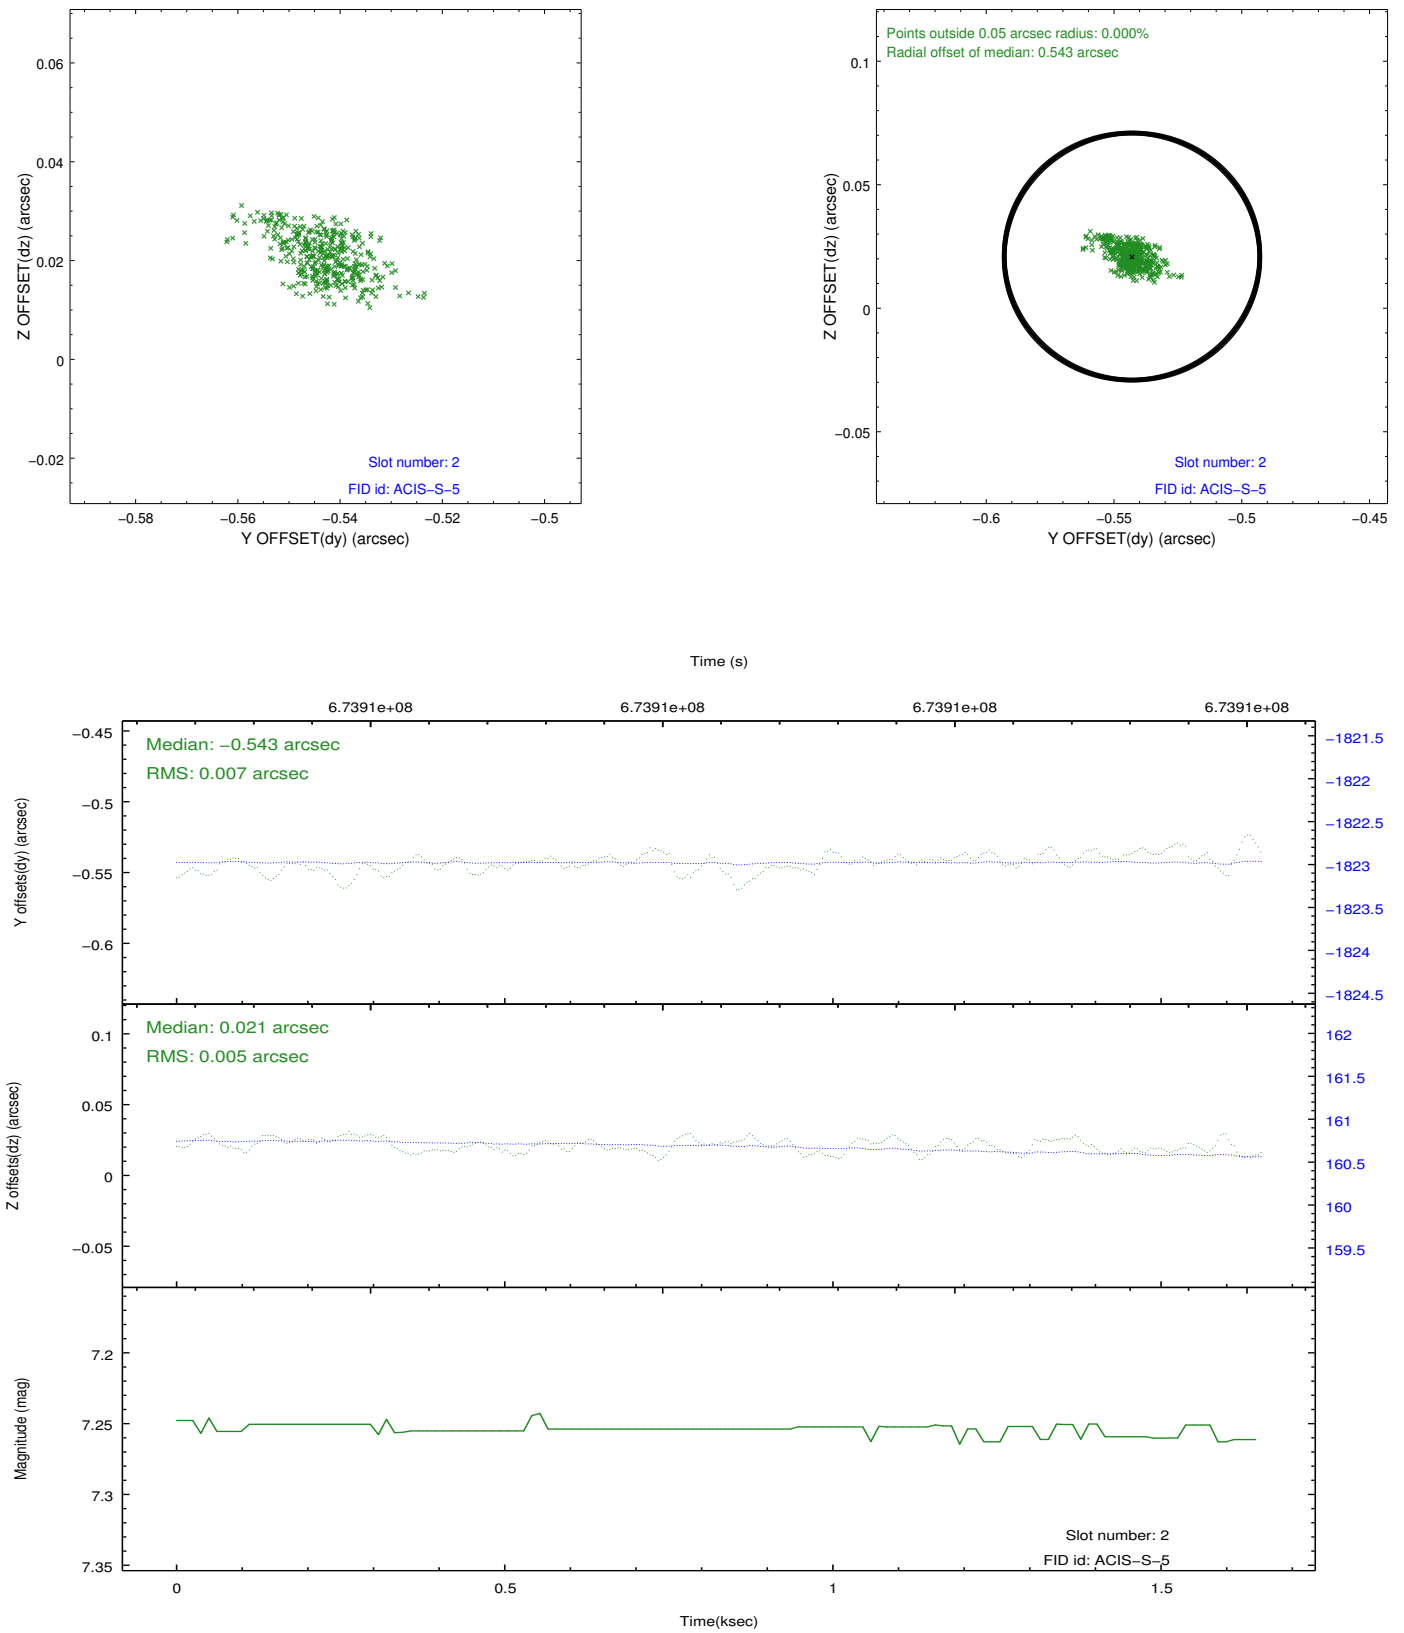 0.06
0.04
0.02
0
−0.02
Z OFFSET(dz) (arcsec)
Slot number: 2
FID id: ACIS−S−5
−0.58 −0.56 −0.54 −0.52 −0.5
Y OFFSET(dy) (arcsec)
Points outside 0.05 arcsec radius: 0.000%
Radial offset of median: 0.543 arcsec
0.1
0.05
0
−0.05
Z OFFSET(dz) (arcsec)
Slot number: 2
FID id: ACIS−S−5
−0.6 −0.55 −0.5 −0.45
Y OFFSET(dy) (arcsec)
Time (s)
6.7391e+08 6.7391e+08 6.7391e+08 6.7391e+08
Median: −0.543 arcsec
RMS: 0.007 arcsec
−0.45
−0.5
−0.55
−0.6
Y offsets(dy) (arcsec)
−1821.5
−1822
−1822.5
−1823
−1823.5
−1824
−1824.5
Median: 0.021 arcsec
RMS: 0.005 arcsec
0.1
0.05
0
−0.05
Z offsets(dz) (arcsec)
162
161.5
161
160.5
160
159.5
7.2
7.25
7.3
7.35
Magnitude (mag)
Slot number: 2
FID id: ACIS−S−5
0 0.5 1 1.5
Time(ksec)